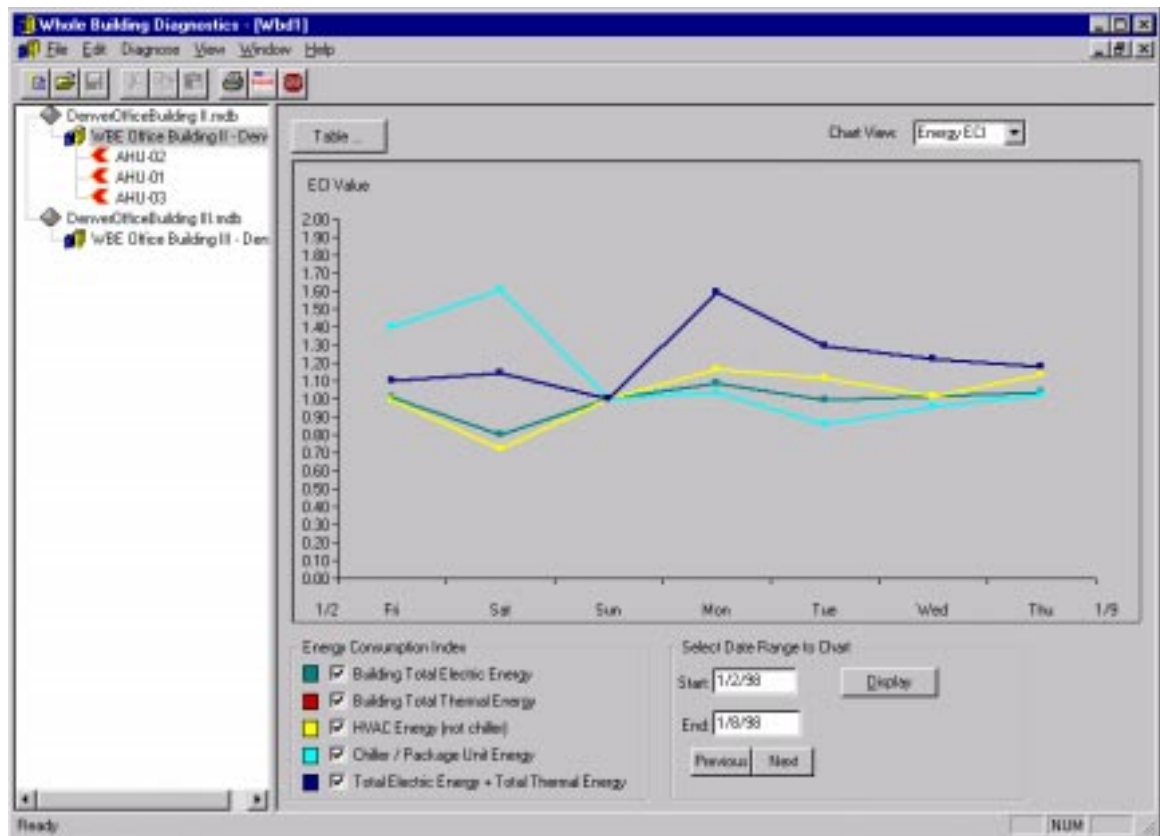 Whole Building Diagnostics - [Wbd1]
File Edit Diagnose View Window Help
DenverOfficeBuilding II.mdb
WBE Office Building II - Denv
AHU-02
AHU-01
AHU-03
DenverOfficeBuilding III.mdb
WBE Office Building III - Den
Table ...
Chart View: Energy ECI
ECI Value
2.00
1.90
1.80
1.70
1.60
1.50
1.40
1.30
1.20
1.10
1.00
0.90
0.80
0.70
0.60
0.50
0.40
0.30
0.20
0.10
0.00
1/2 Fri Sat Sun Mon Tue Wed Thu 1/9
Energy Consumption Index
Building Total Electric Energy
Building Total Thermal Energy
HVAC Energy (not chiller)
Chiller / Package Unit Energy
Total Electric Energy + Total Thermal Energy
Select Date Range to Chart
Start: 1/2/98
Display
End: 1/8/98
Previous Next
Ready
NUM